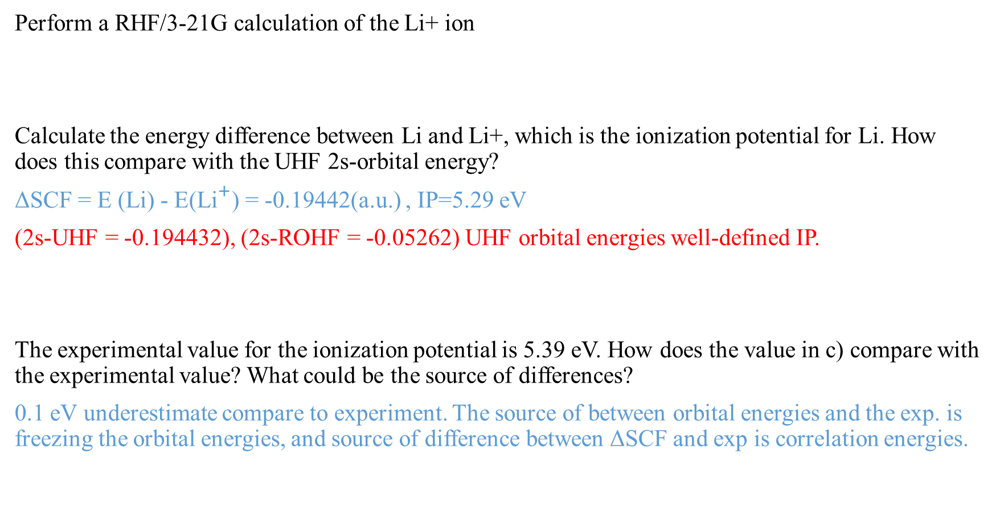 Perform a RHF/3-21G calculation of the Li+ ion
Calculate the energy difference between Li and Li+, which is the ionization potential for Li. How
does this compare with the UHF 2s-orbital energy?
ΔSCF = E (Li) - E(Li⁺) = -0.19442(a.u.) , IP=5.29 eV
(2s-UHF = -0.194432), (2s-ROHF = -0.05262) UHF orbital energies well-defined IP.
The experimental value for the ionization potential is 5.39 eV. How does the value in c) compare with
the experimental value? What could be the source of differences?
0.1 eV underestimate compare to experiment. The source of between orbital energies and the exp. is
freezing the orbital energies, and source of difference between ΔSCF and exp is correlation energies.